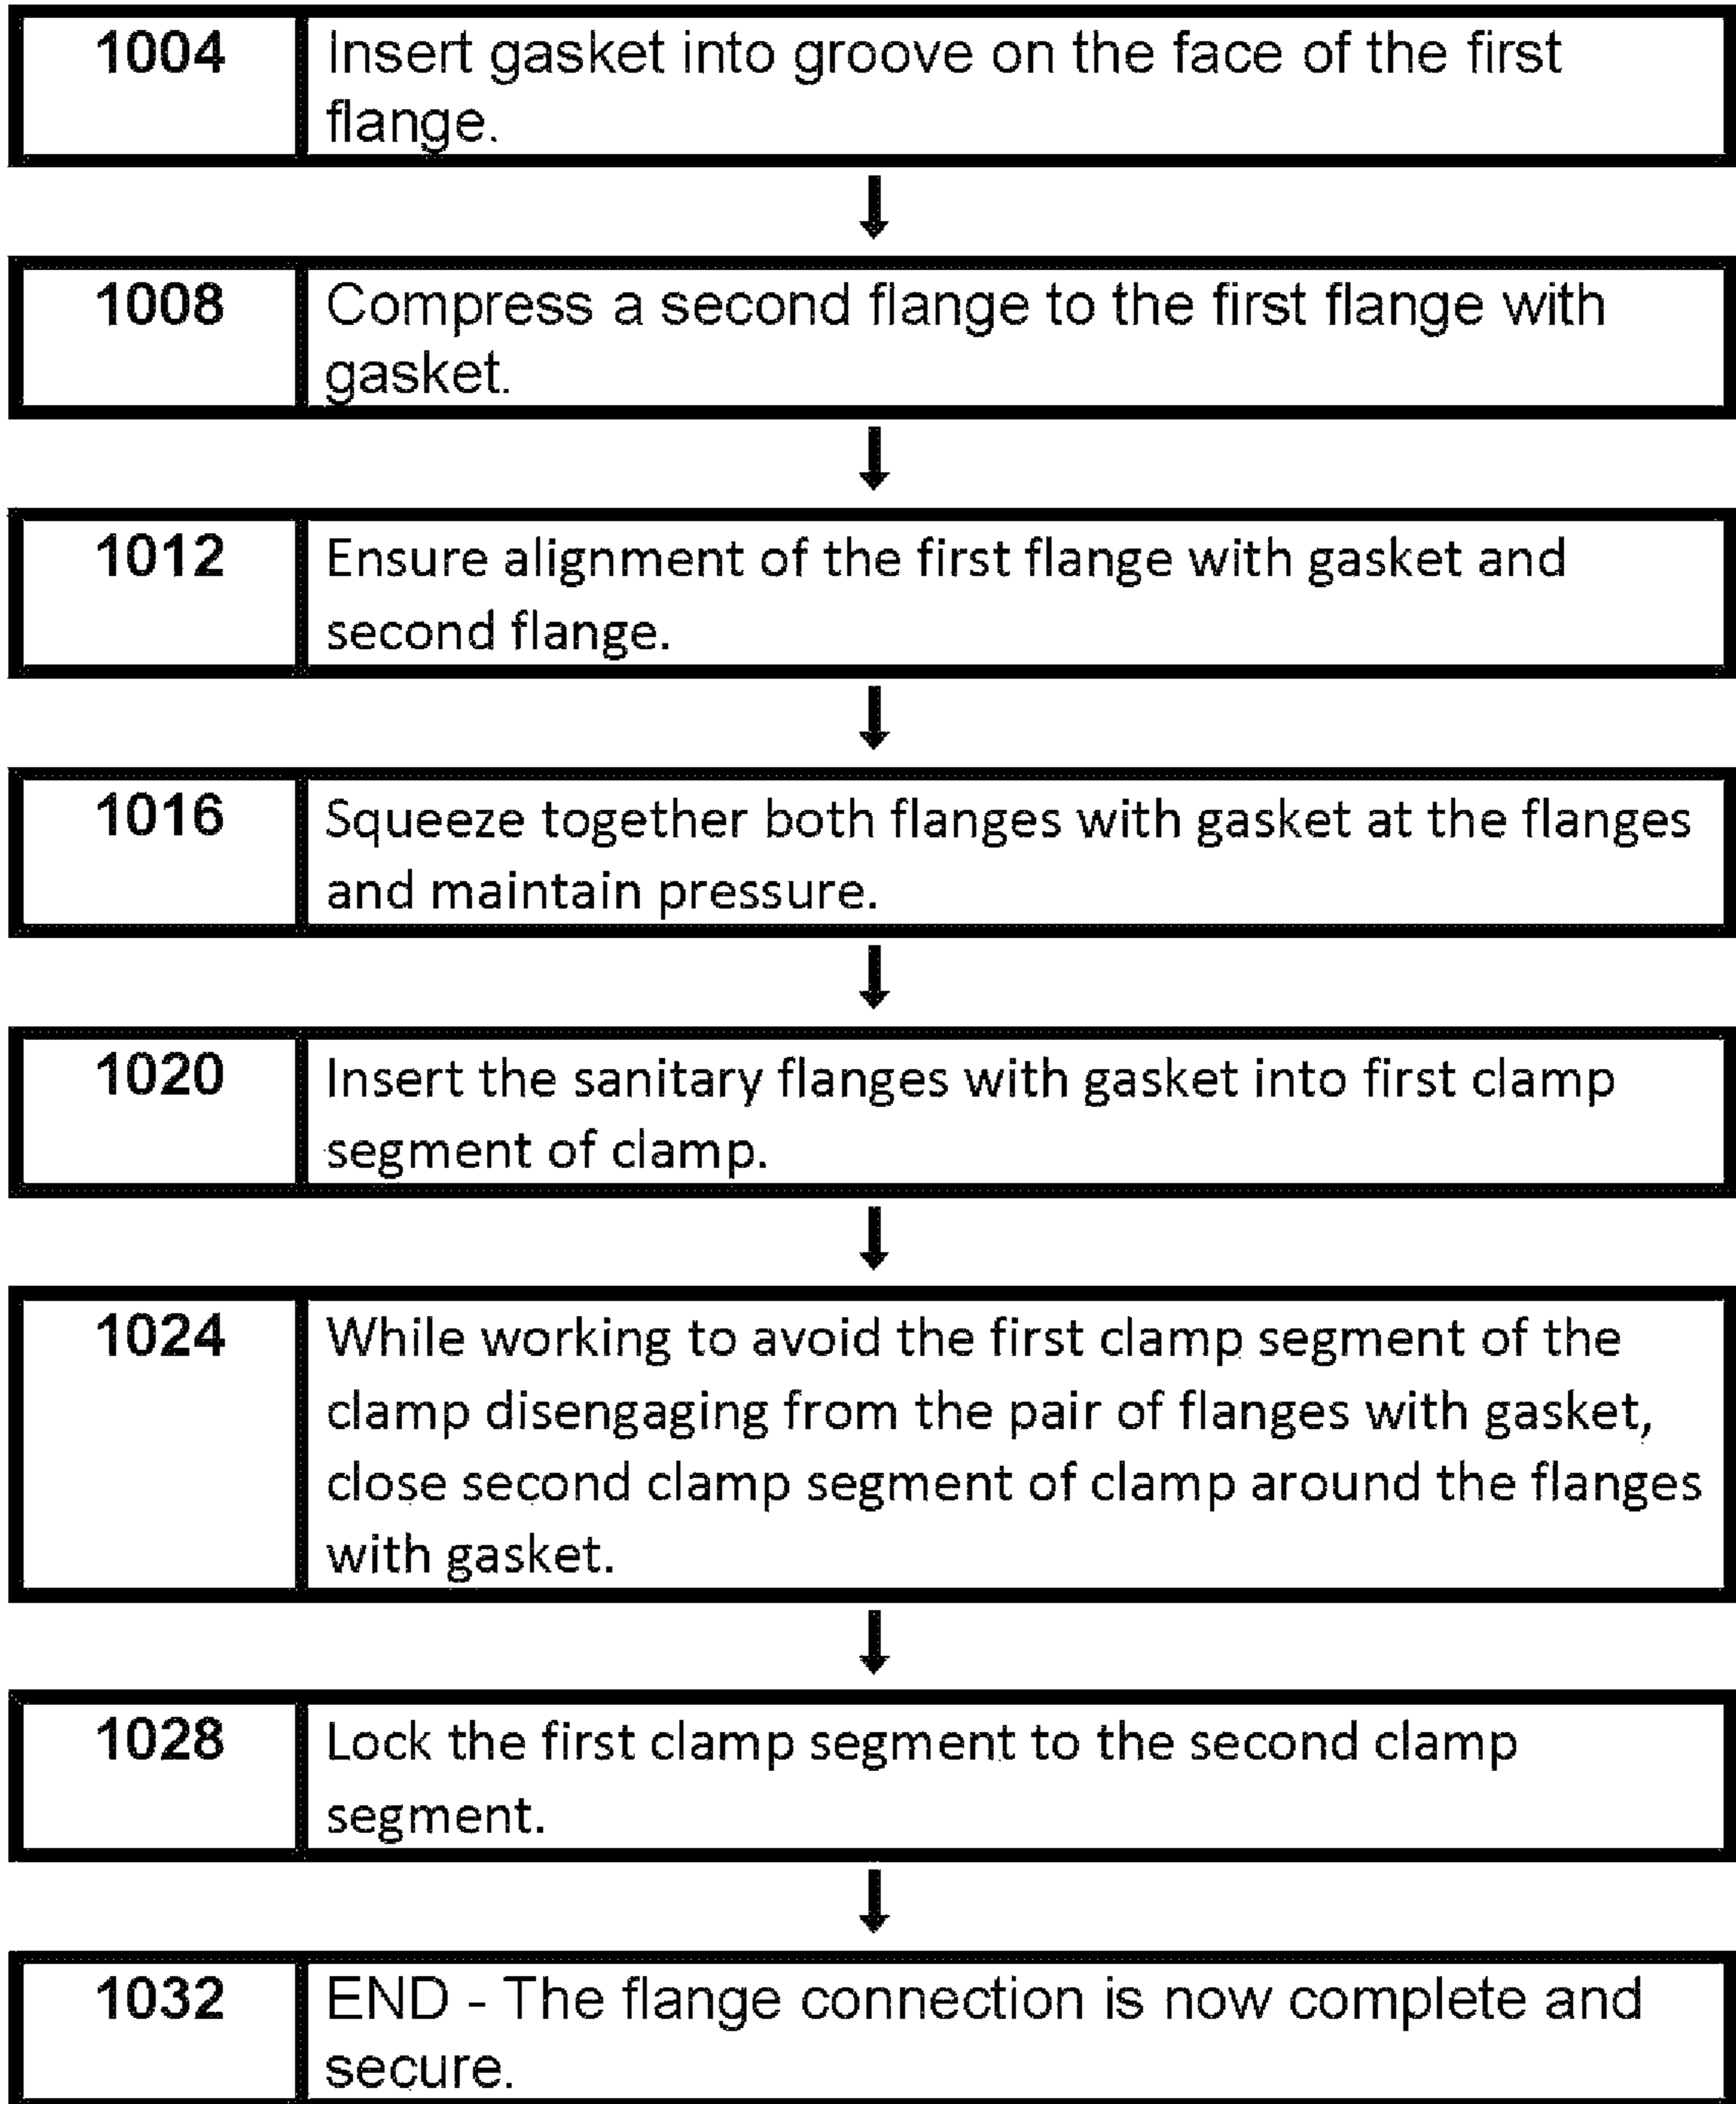 1004 Insert gasket into groove on the face of the first
flange.
1008 Compress a second flange to the first flange with
gasket.
1012 Ensure alignment of the first flange with gasket and
second flange.
1016 Squeeze together both flanges with gasket at the flanges
and maintain pressure.
1020 Insert the sanitary flanges with gasket into first clamp
segment of clamp.
1024 While working to avoid the first clamp segment of the
clamp disengaging from the pair of flanges with gasket,
close second clamp segment of clamp around the flanges
with gasket.
1028 Lock the first clamp segment to the second clamp
segment.
1032 END - The flange connection is now complete and
secure.